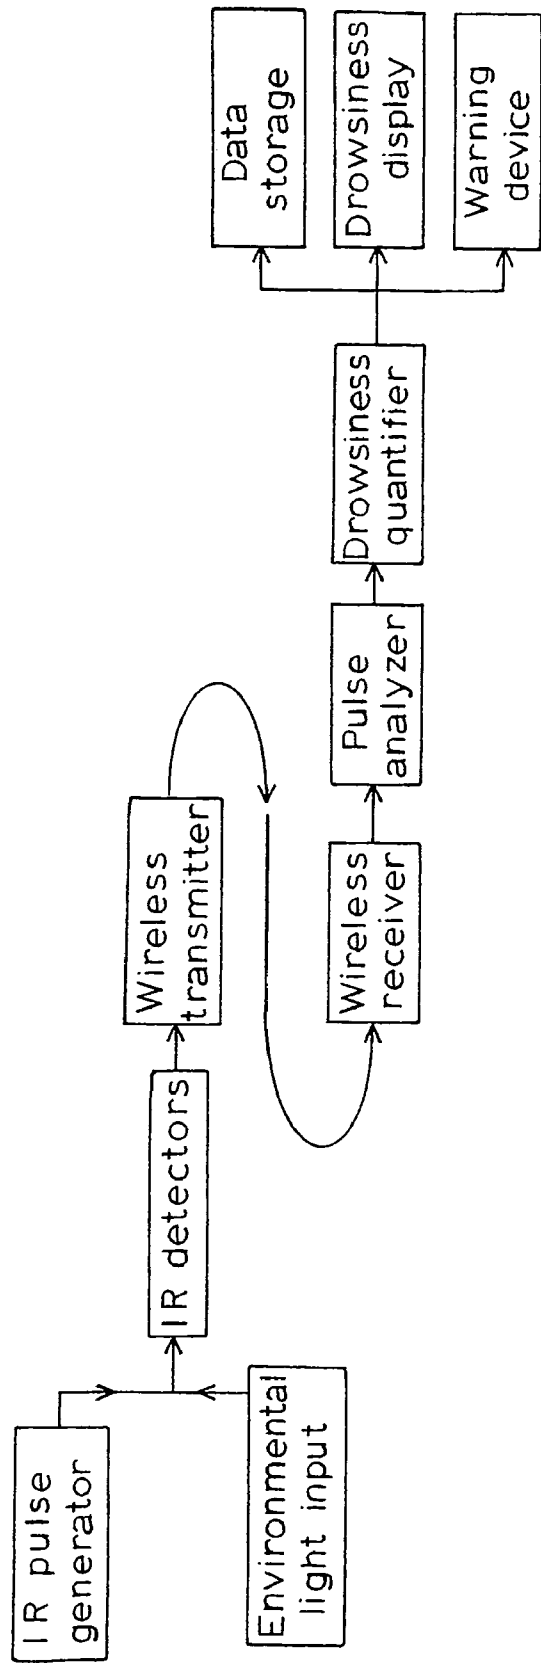 IR pulse
generator
Environmental
light input
IR detectors
Wireless
transmitter
Wireless
receiver
Pulse
analyzer
Drowsiness
quantifier
Data
storage
Drowsiness
display
Warning
device